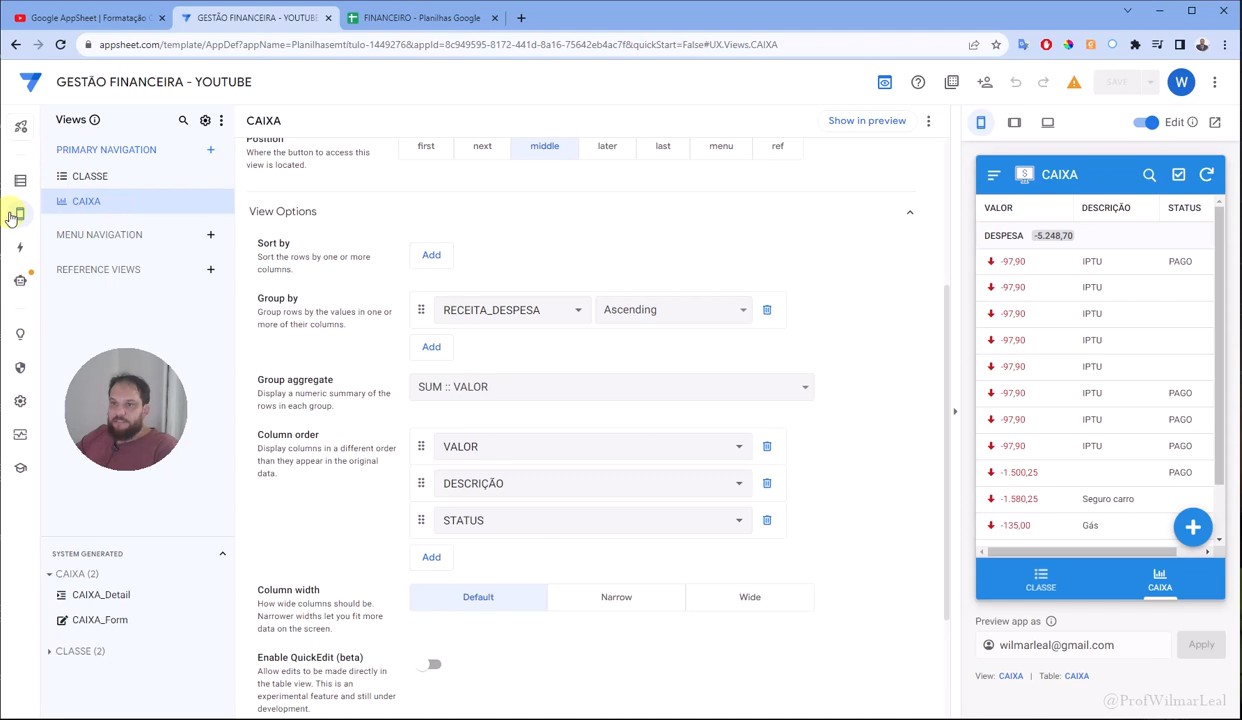 Google AppSheet | Formatação C
GESTÃO FINANCEIRA - YOUTUBE
FINANCEIRO - Planilhas Google
appsheet.com/template/AppDef?appName=Planilhasemtítulo-1449276&appId=8c949595-8172-441d-8a16-75642eb4ac7f&quickStart=False#UX.Views.CAIXA
GESTÃO FINANCEIRA - YOUTUBE
SAVE
W
Views
PRIMARY NAVIGATION
CLASSE
CAIXA
MENU NAVIGATION
REFERENCE VIEWS
SYSTEM GENERATED
CAIXA (2)
CAIXA_Detail
CAIXA_Form
CLASSE (2)
CAIXA
Show in preview
Position
Where the button to access this view is located.
first next middle later last menu ref
View Options
Sort by
Sort the rows by one or more columns.
Add
Group by
Group rows by the values in one or more of their columns.
RECEITA_DESPESA Ascending
Add
Group aggregate
Display a numeric summary of the rows in each group.
SUM :: VALOR
Column order
Display columns in a different order than they appear in the original data.
VALOR
DESCRIÇÃO
STATUS
Add
Column width
How wide columns should be. Narrower widths let you fit more data on the screen.
Default Narrow Wide
Enable QuickEdit (beta)
Allow edits to be made directly in the table view. This is an experimental feature and still under development.
Edit
CAIXA
VALOR DESCRIÇÃO STATUS
DESPESA -5.248,70
-97,90 IPTU PAGO
-97,90 IPTU
-97,90 IPTU
-97,90 IPTU
-97,90 IPTU
-97,90 IPTU PAGO
-97,90 IPTU PAGO
-97,90 IPTU PAGO
-1.500,25 PAGO
-1.580,25 Seguro carro
-135,00 Gás
CLASSE CAIXA
Preview app as
wilmarleal@gmail.com Apply
View: CAIXA | Table: CAIXA
@ProfWilmarLeal